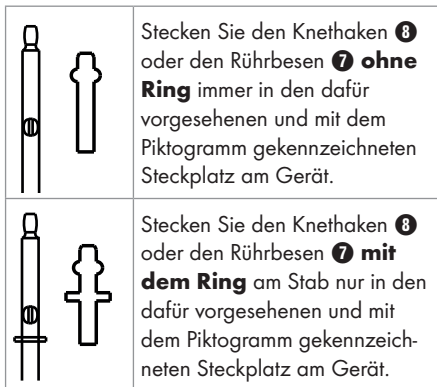 Stecken Sie den Knethaken ❽
oder den Rührbesen ❼ ohne
Ring immer in den dafür
vorgesehenen und mit dem
Piktogramm gekennzeichneten
Steckplatz am Gerät.
Stecken Sie den Knethaken ❽
oder den Rührbesen ❼ mit
dem Ring am Stab nur in den
dafür vorgesehenen und mit
dem Piktogramm gekennzeich-
neten Steckplatz am Gerät.